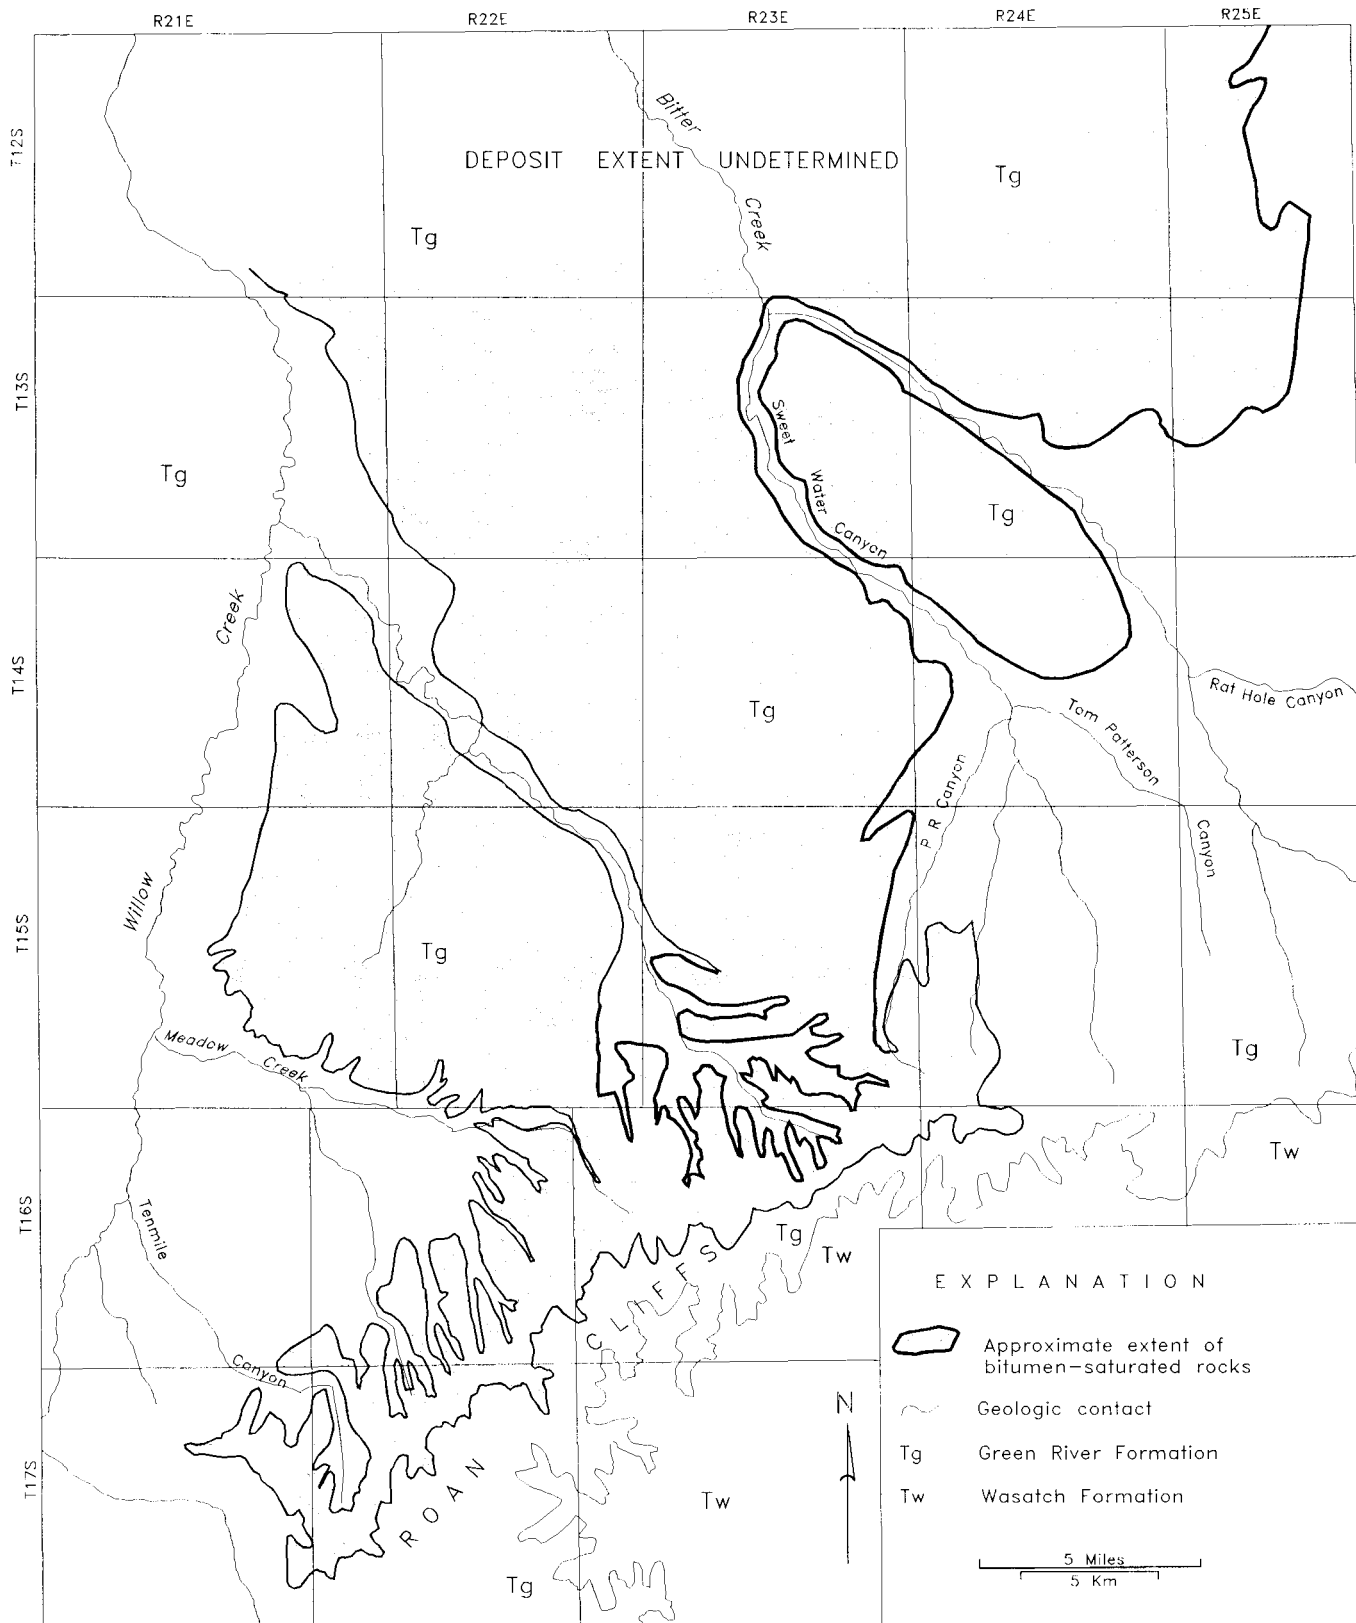 R21E R22E R23E R24E R25E
T12S
Bitter
Creek
DEPOSIT EXTENT UNDETERMINED
Tg
Tg
T13S
Tg
Sweet
Water
Canyon
Tg
Creek
T14S
Tg
Rat Hole Canyon
Tom Patterson
Canyon
P R Canyon
Willow
T15S
Tg
Meadow
Creek
Tg
Tw
T16S
Tenmile
Canyon
Tg
Tw
ROAN CLIFFS
T17S
Tw
Tg
N
EXPLANATION
Approximate extent of
bitumen-saturated rocks
Geologic contact
Tg Green River Formation
Tw Wasatch Formation
5 Miles
5 Km